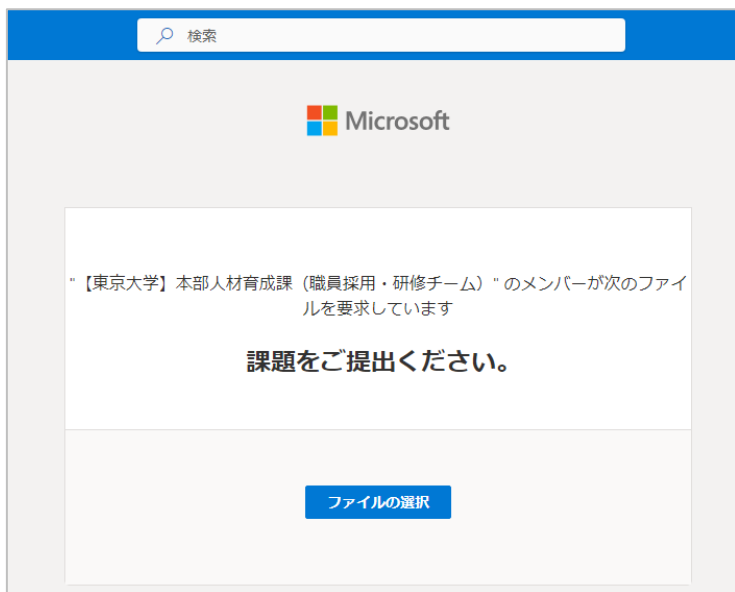 検索
Microsoft
"【東京大学】本部人材育成課（職員採用・研修チーム）" のメンバーが次のファイ
ルを要求しています
課題をご提出ください。
ファイルの選択